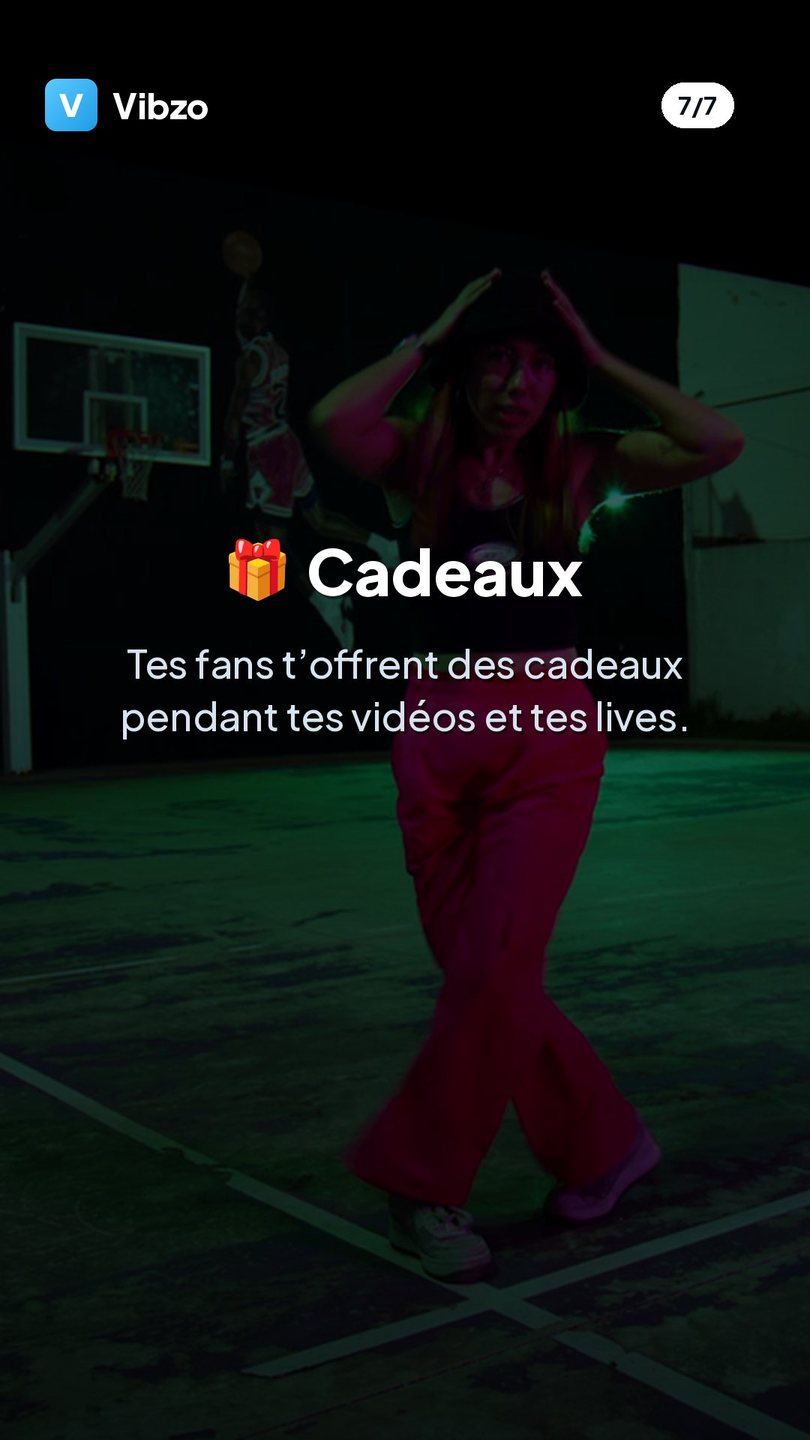 V Vibzo
7/7
🎁 Cadeaux
Tes fans t’offrent des cadeaux
pendant tes vidéos et tes lives.